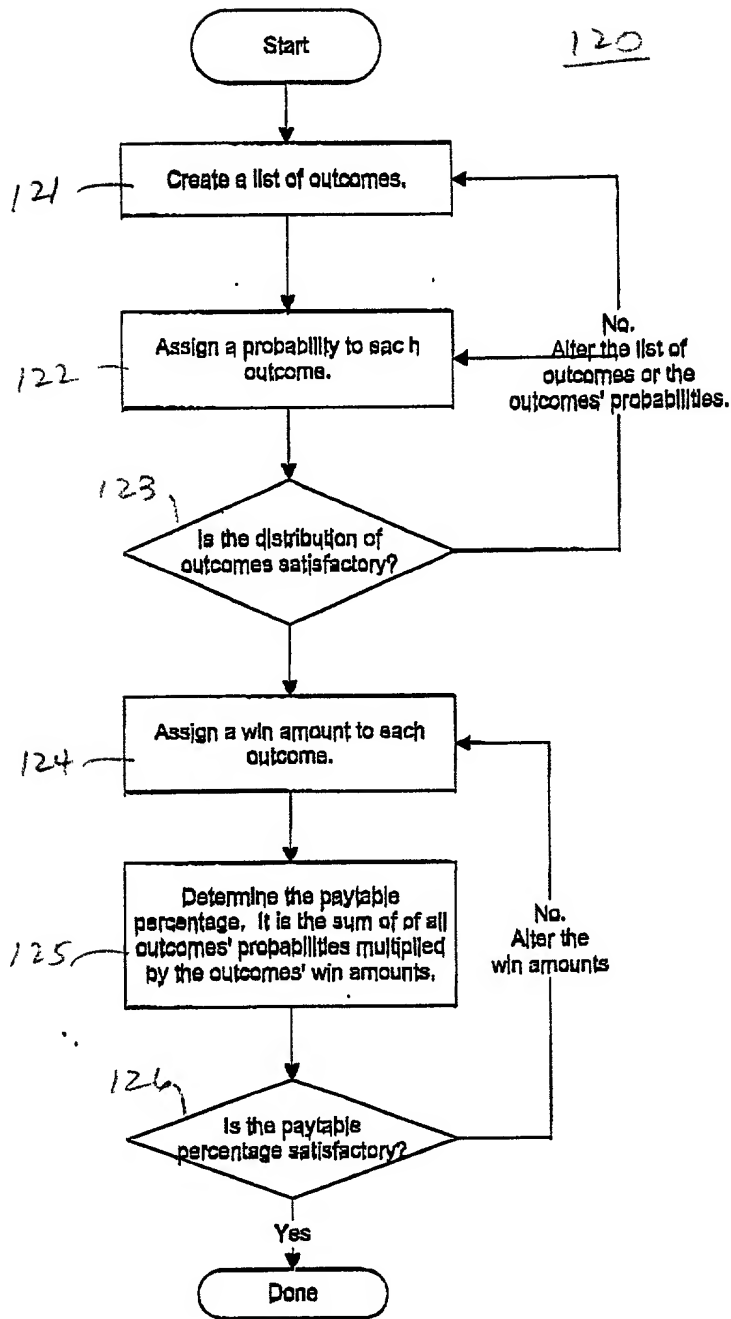 Start
120
121
Create a list of outcomes.
122
Assign a probability to each
outcome.
No.
Alter the list of
outcomes or the
outcomes' probabilities.
123
Is the distribution of
outcomes satisfactory?
124
Assign a win amount to each
outcome.
125
Determine the paytable
percentage. It is the sum of of all
outcomes' probabilities multiplied
by the outcomes' win amounts.
No.
Alter the
win amounts
126
Is the paytable
percentage satisfactory?
Yes
Done